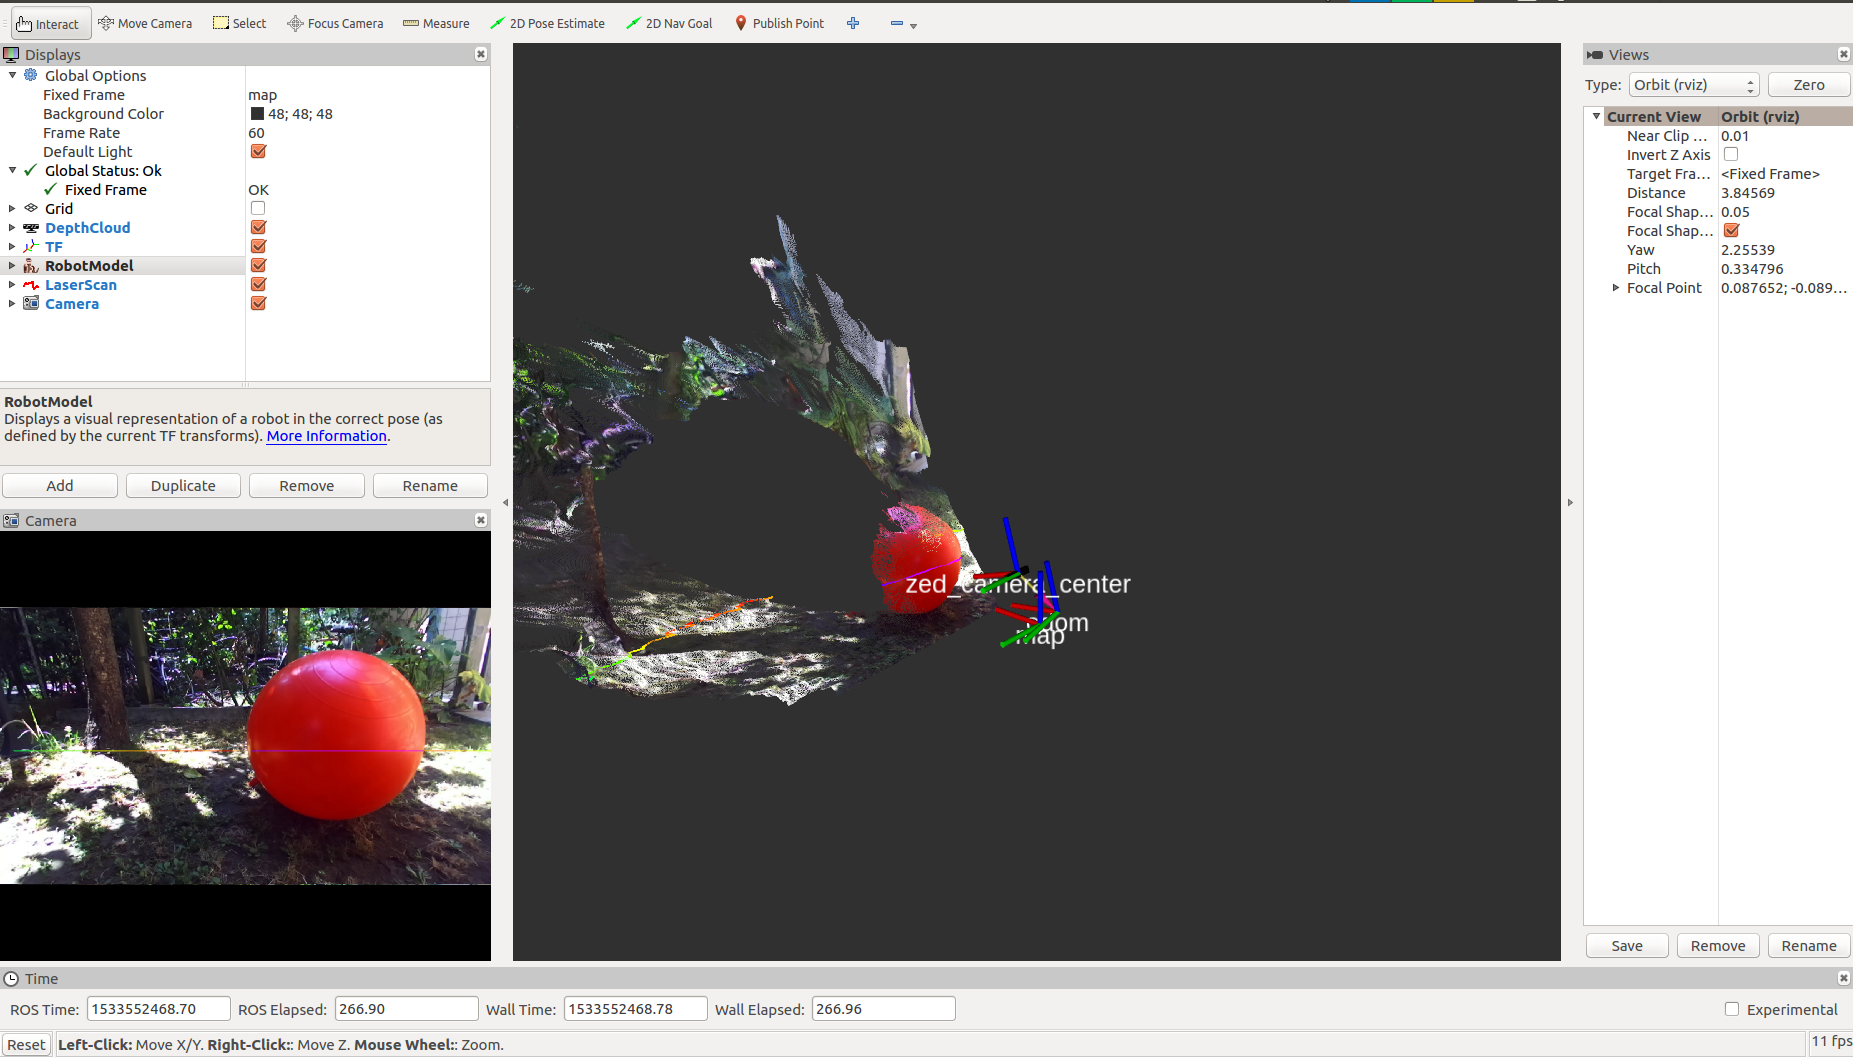 Interact Move Camera Select Focus Camera Measure 2D Pose Estimate 2D Nav Goal Publish Point
Displays
Global Options
Fixed Frame map
Background Color 48; 48; 48
Frame Rate 60
Default Light
Global Status: Ok
Fixed Frame OK
Grid
DepthCloud
TF
RobotModel
LaserScan
Camera
RobotModel
Displays a visual representation of a robot in the correct pose (as
defined by the current TF transforms). More Information.
Add Duplicate Remove Rename
Camera
zed_camera_center
map
Views
Type: Orbit (rviz) Zero
Current View Orbit (rviz)
Near Clip ... 0.01
Invert Z Axis
Target Fra... <Fixed Frame>
Distance 3.84569
Focal Shap... 0.05
Focal Shap...
Yaw 2.25539
Pitch 0.334796
Focal Point 0.087652; -0.089...
Save Remove Rename
Time
ROS Time: 1533552468.70 ROS Elapsed: 266.90 Wall Time: 1533552468.78 Wall Elapsed: 266.96 Experimental
Reset Left-Click: Move X/Y. Right-Click:: Move Z. Mouse Wheel:: Zoom. 11 fps